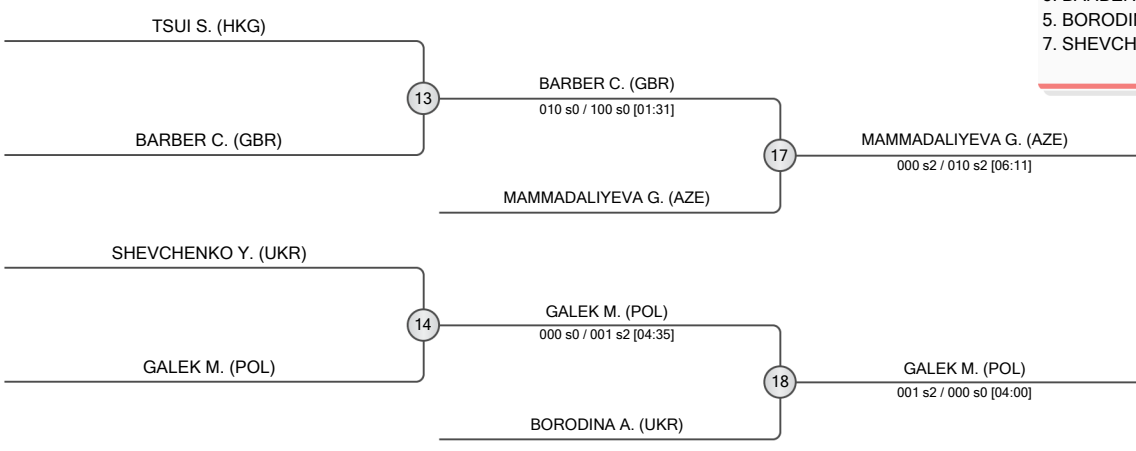 5.
7.
TSUI S. (HKG)
13
BARBER C. (GBR)
010 s0 / 100 s0 [01:31]
BARBER C. (GBR)
17
MAMMADALIYEVA G. (AZE)
000 s2 / 010 s2 [06:11]
MAMMADALIYEVA G. (AZE)
SHEVCHENKO Y. (UKR)
14
GALEK M. (POL)
000 s0 / 001 s2 [04:35]
GALEK M. (POL)
18
GALEK M. (POL)
001 s2 / 000 s0 [04:00]
BORODINA A. (UKR)